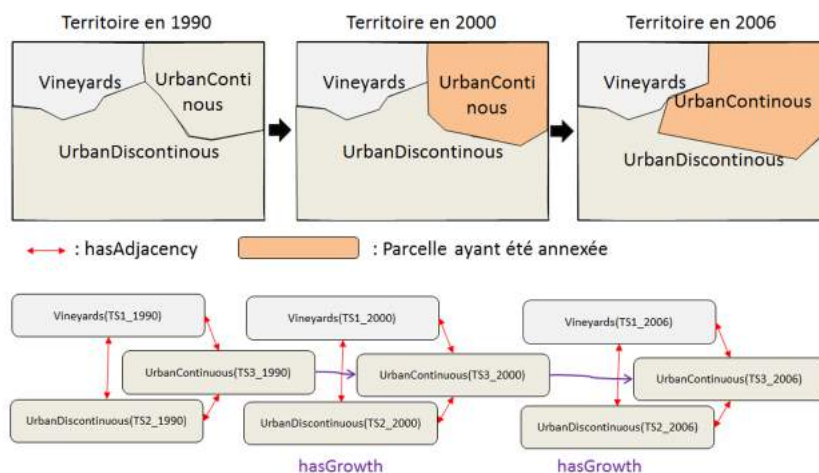 Territoire en 1990
Territoire en 2000
Territoire en 2006
Vineyards
UrbanConti
nous
UrbanDiscontinous
Vineyards
UrbanConti
nous
UrbanDiscontinous
Vineyards
UrbanContinous
UrbanDiscontinous
: hasAdjacency
: Parcelle ayant été annexée
Vineyards(TS1_1990)
UrbanContinuous(TS3_1990)
UrbanDiscontinuous(TS2_1990)
Vineyards(TS1_2000)
UrbanContinuous(TS3_2000)
UrbanDiscontinuous(TS2_2000)
Vineyards(TS1_2006)
UrbanContinuous(TS3_2006)
UrbanDiscontinuous(TS2_2006)
hasGrowth
hasGrowth